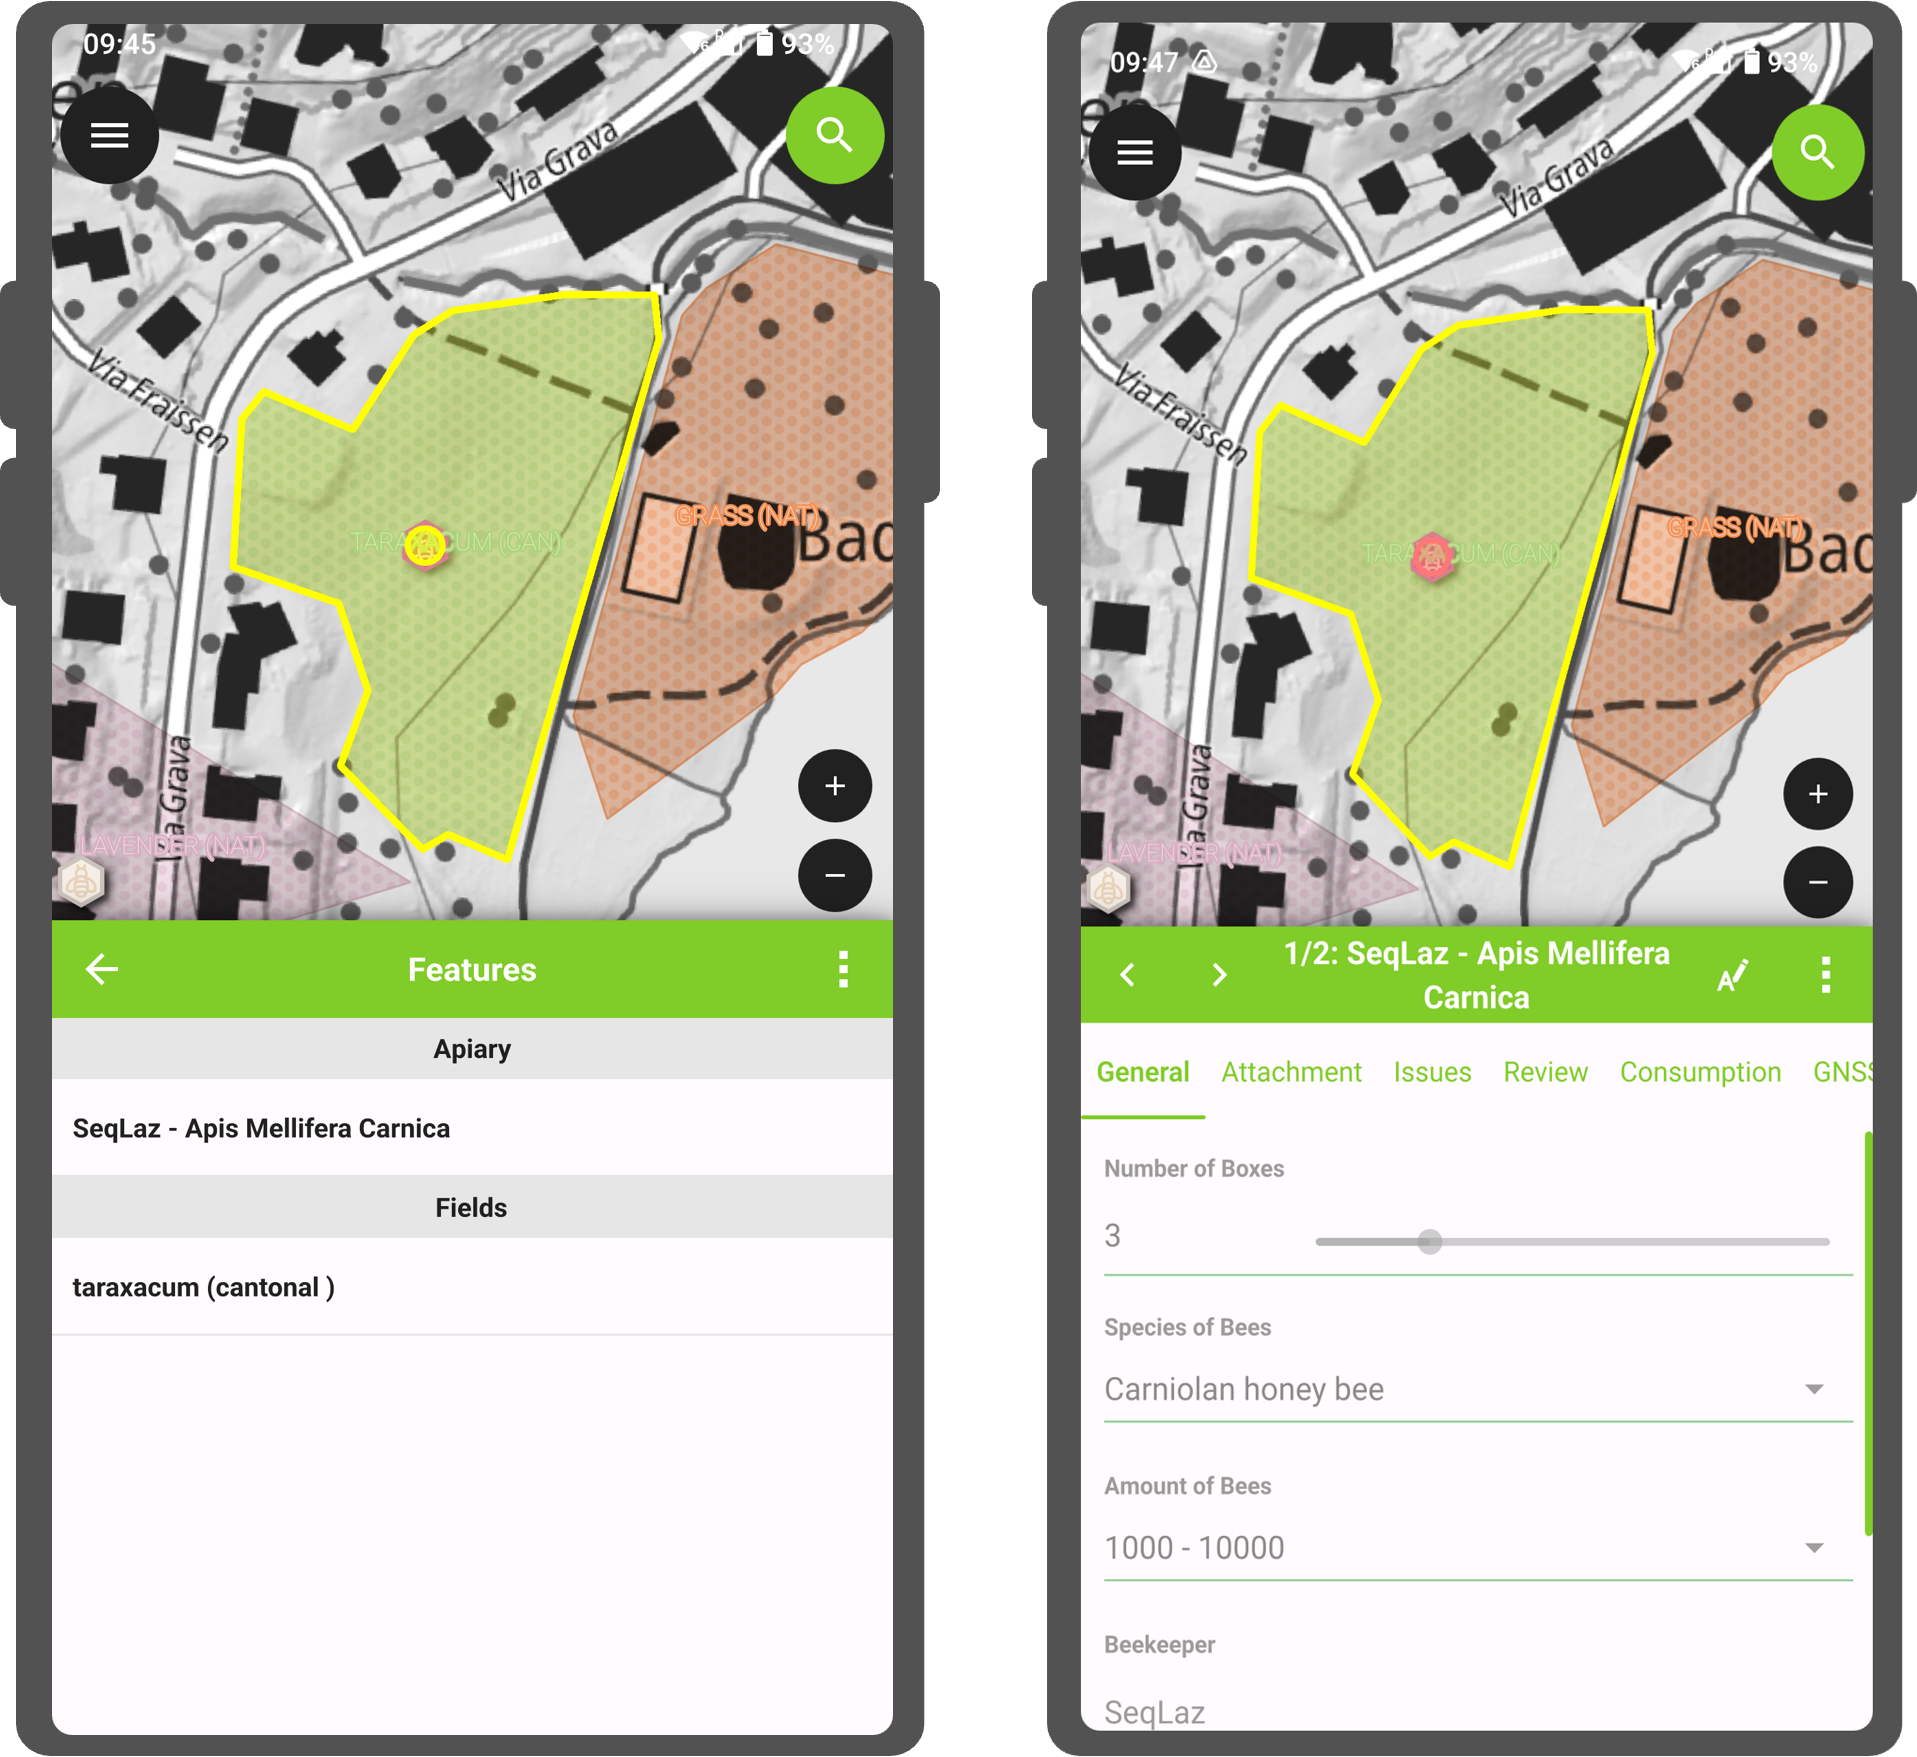 09:45
93%
Via Grava
Via Fraissen
GRASS (NAT)
TARAXACUM (CAN)
Bad
Via Grava
LAVENDER (NAT)
+
−
Features
Apiary
SeqLaz - Apis Mellifera Carnica
Fields
taraxacum (cantonal )
09:47
93%
Via Grava
Via Fraissen
GRASS (NAT)
TARAXACUM (CAN)
Bad
Via Grava
LAVENDER (NAT)
+
−
1/2: SeqLaz - Apis Mellifera
Carnica
General Attachment Issues Review Consumption GNSS
Number of Boxes
3
Species of Bees
Carniolan honey bee
Amount of Bees
1000 - 10000
Beekeeper
SeqLaz